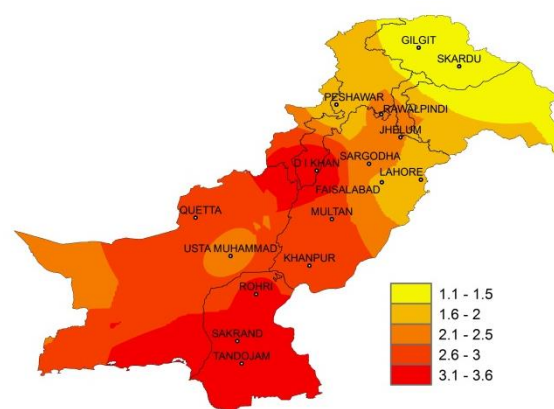 GILGIT
SKARDU
PESHAWAR
RAWALPINDI
JHELUM
D I KHAN
SARGODHA
LAHORE
FAISALABAD
QUETTA
MULTAN
USTA MUHAMMAD
KHANPUR
ROHRI
SAKRAND
TANDOJAM
1.1 - 1.5
1.6 - 2
2.1 - 2.5
2.6 - 3
3.1 - 3.6